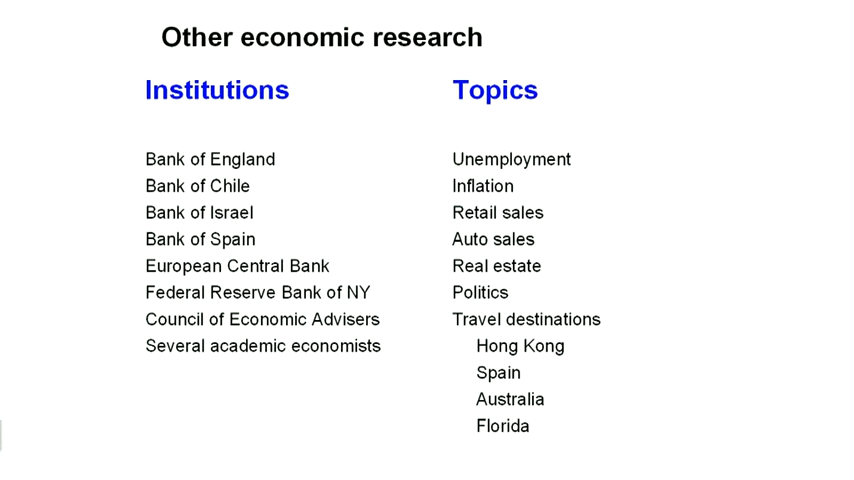 Other economic research
Institutions
Bank of England
Bank of Chile
Bank of Israel
Bank of Spain
European Central Bank
Federal Reserve Bank of NY
Council of Economic Advisers
Several academic economists
Topics
Unemployment
Inflation
Retail sales
Auto sales
Real estate
Politics
Travel destinations
Hong Kong
Spain
Australia
Florida